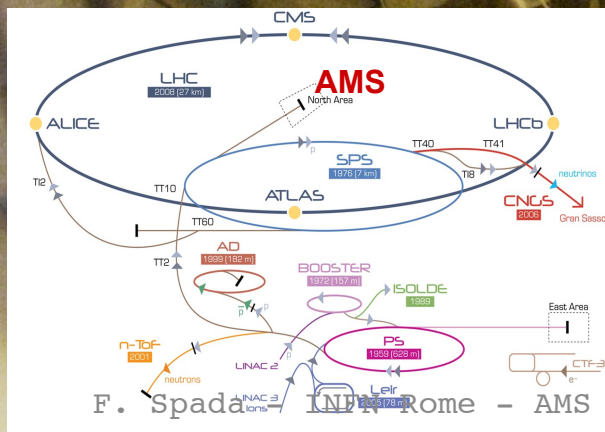 CMS
LHC
2008 (27 km)
AMS
North Area
ALICE
LHCb
TT40
TT41
SPS
1976 (7 km)
TI8
neutrinos
TT10
CNGS
2006
Gran Sasso
TI2
ATLAS
TT60
AD
1999 (182 m)
TT2
BOOSTER
1972 (157 m)
ISOLDE
1989
East Area
p
p
p
p̅
n-ToF
2001
PS
1959 (628 m)
LINAC 2
neutrons
CTF-3
e-
LINAC 3
Ions
Leir
2005 (78 m)
F. Spada - INFN Rome - AMS